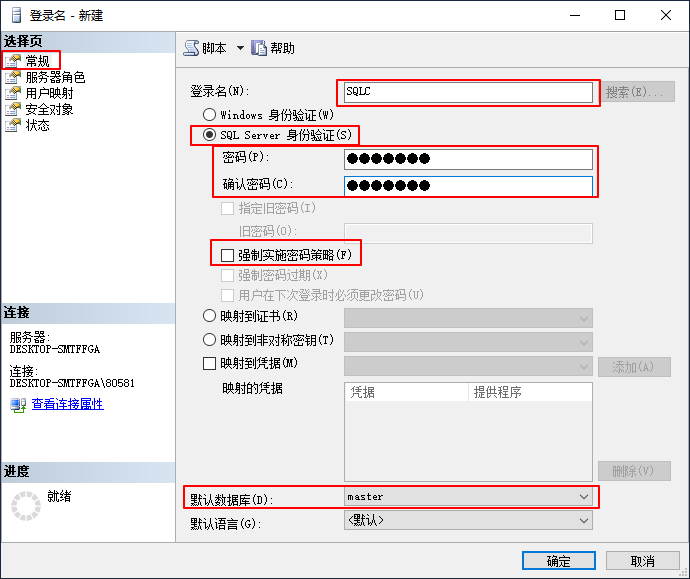 登录名 - 新建
选择页
常规
服务器角色
用户映射
安全对象
状态
连接
服务器:
DESKTOP-SMTFFGA
连接:
DESKTOP-SMTFFGA\80581
查看连接属性
进度
就绪
脚本
帮助
登录名(N):
SQLC
搜索(E)...
Windows 身份验证(W)
SQL Server 身份验证(S)
密码(P):
●●●●●●●
确认密码(C):
●●●●●●●
指定旧密码(I)
旧密码(O):
强制实施密码策略(F)
强制密码过期(X)
用户在下次登录时必须更改密码(U)
映射到证书(R)
映射到非对称密钥(T)
映射到凭据(M)
添加(A)
映射的凭据
凭据 提供程序
删除(V)
默认数据库(D): master
默认语言(G): <默认>
确定 取消